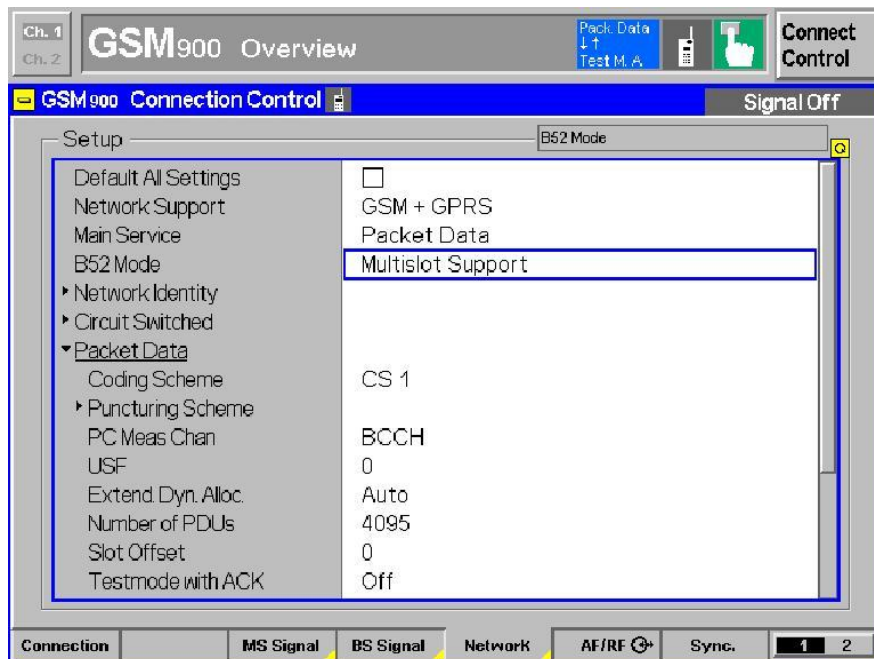 Ch. 1
Ch. 2
GSM900 Overview
Pack. Data
↓↑
Test M. A.
Connect
Control
GSM 900 Connection Control
Signal Off
Setup
B52 Mode
Q
Default All Settings
Network Support GSM + GPRS
Main Service Packet Data
B52 Mode Multislot Support
Network Identity
Circuit Switched
Packet Data
Coding Scheme CS 1
Puncturing Scheme
PC Meas Chan BCCH
USF 0
Extend. Dyn. Alloc. Auto
Number of PDUs 4095
Slot Offset 0
Testmode with ACK Off
Connection MS Signal BS Signal Network AF/RF Sync. 1 2